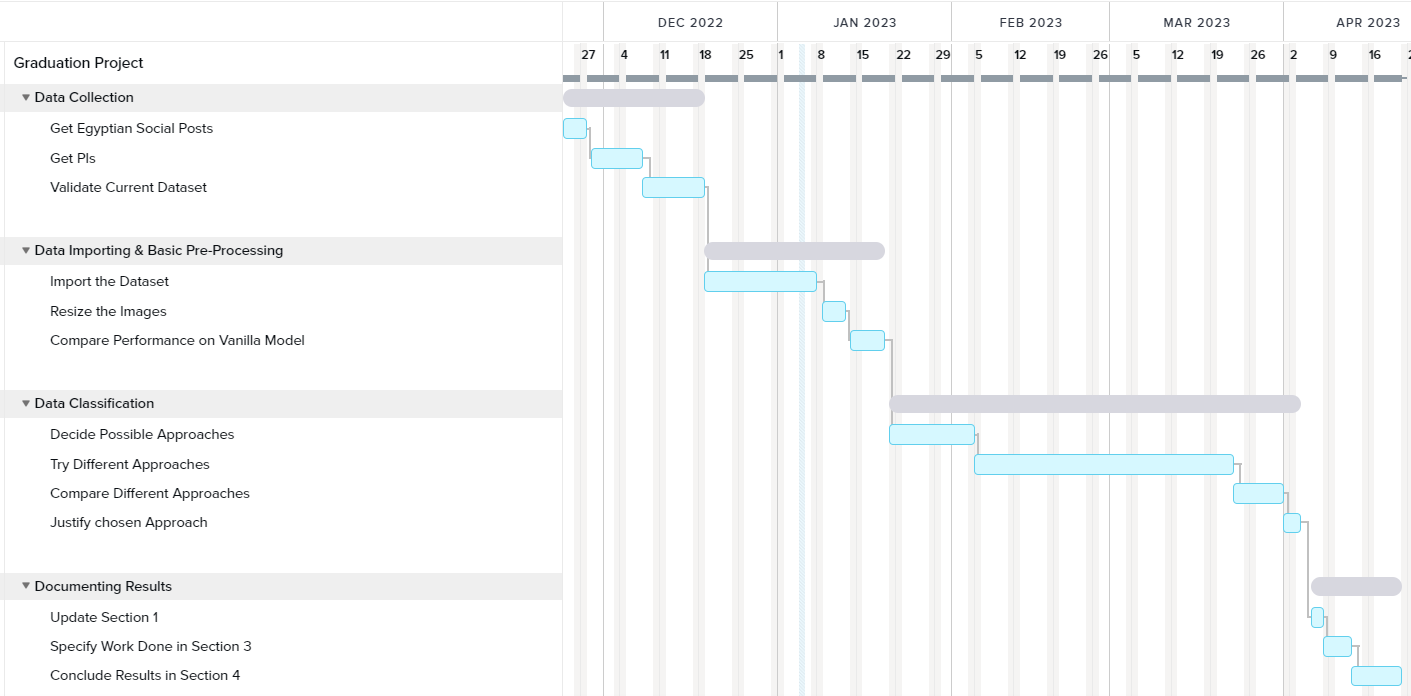 DEC 2022 JAN 2023 FEB 2023 MAR 2023 APR 2023
27 4 11 18 25 1 8 15 22 29 5 12 19 26 5 12 19 26 2 9 16
Graduation Project
Data Collection
Get Egyptian Social Posts
Get PIs
Validate Current Dataset
Data Importing & Basic Pre-Processing
Import the Dataset
Resize the Images
Compare Performance on Vanilla Model
Data Classification
Decide Possible Approaches
Try Different Approaches
Compare Different Approaches
Justify chosen Approach
Documenting Results
Update Section 1
Specify Work Done in Section 3
Conclude Results in Section 4